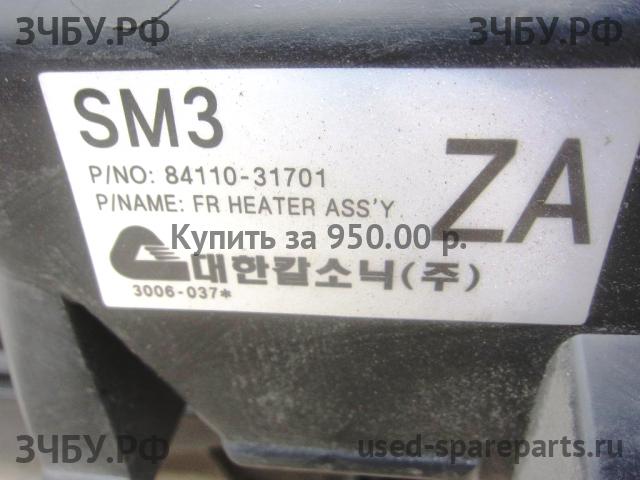 ЗЧБУ.РФ ЗЧБУ.РФ
SM3
ZA
P/NO: 84110-31701
P/NAME: FR HEATER ASS'Y
Купить за 950.00 р.
대한칼소닉(주)
3006-037*
ЗЧБУ.РФ used-spareparts.ru